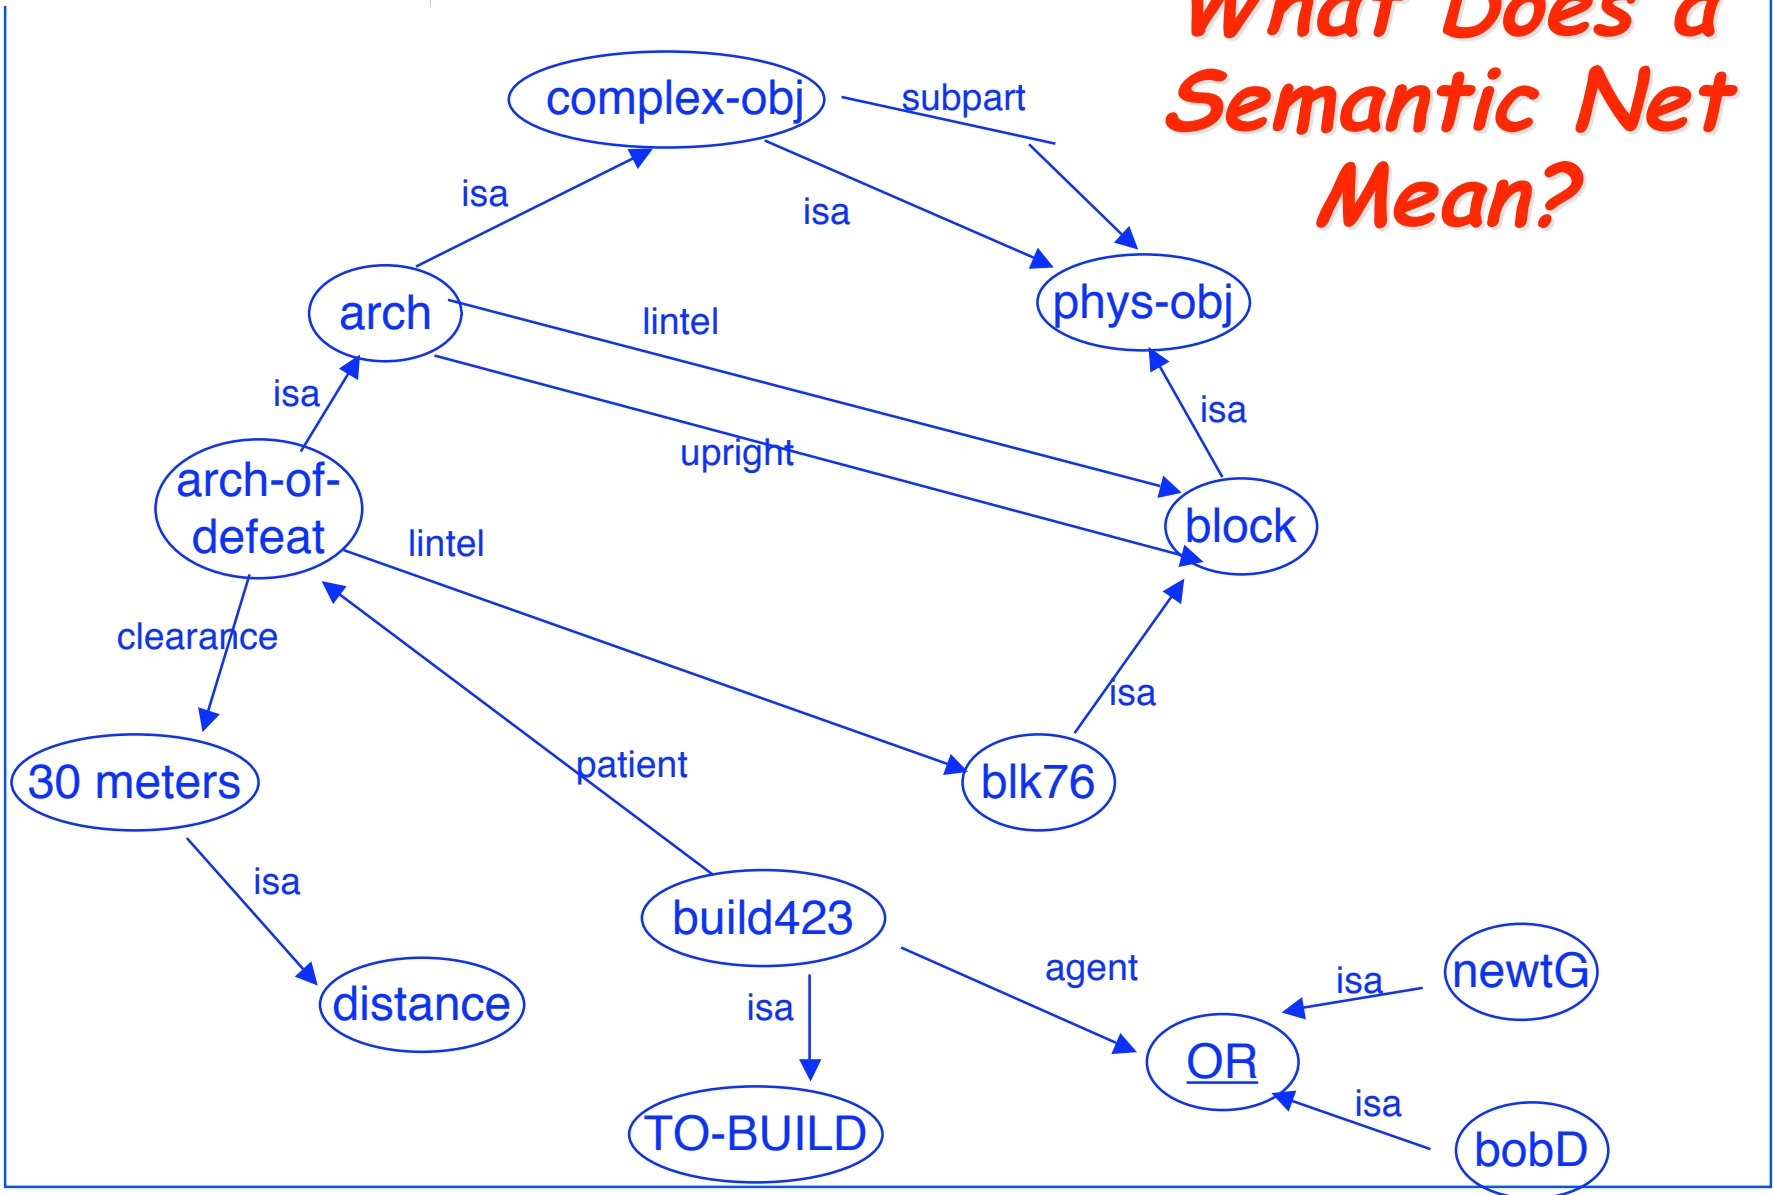 What Does a
Semantic Net
Mean?
complex-obj
subpart
isa
isa
phys-obj
arch
lintel
isa
isa
upright
arch-of-
defeat
block
lintel
clearance
isa
patient
30 meters
blk76
isa
build423
agent
newtG
isa
distance
isa
OR
isa
TO-BUILD
bobD